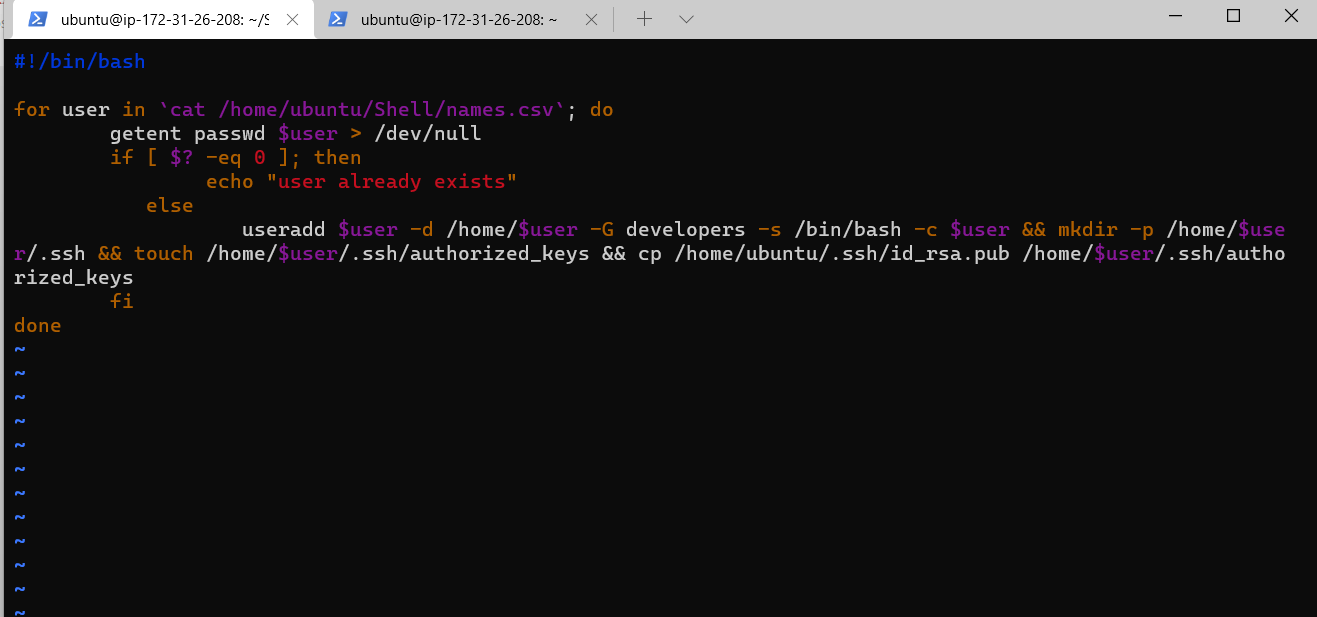 ubuntu@ip-172-31-26-208: ~/S
ubuntu@ip-172-31-26-208: ~
#!/bin/bash
for user in `cat /home/ubuntu/Shell/names.csv`; do
getent passwd $user > /dev/null
if [ $? -eq 0 ]; then
echo "user already exists"
else
useradd $user -d /home/$user -G developers -s /bin/bash -c $user && mkdir -p /home/$use
r/.ssh && touch /home/$user/.ssh/authorized_keys && cp /home/ubuntu/.ssh/id_rsa.pub /home/$user/.ssh/autho
rized_keys
fi
done
~
~
~
~
~
~
~
~
~
~
~
~